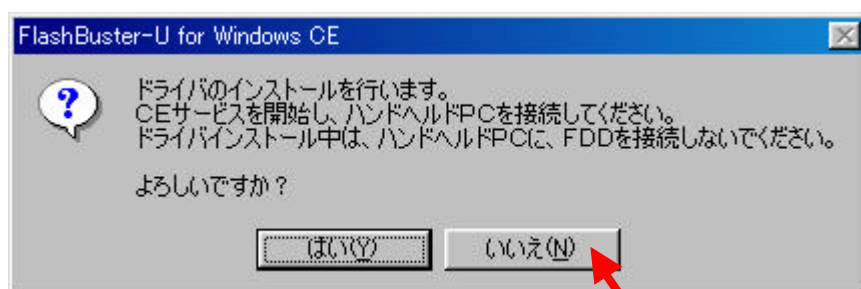 FlashBuster-U for Windows CE
ドライバのインストールを行います。
CEサービスを開始し、ハンドヘルドPCを接続してください。
ドライバインストール中は、ハンドヘルドPCに、FDDを接続しないでください。
よろしいですか?
はい(Y) いいえ(N)